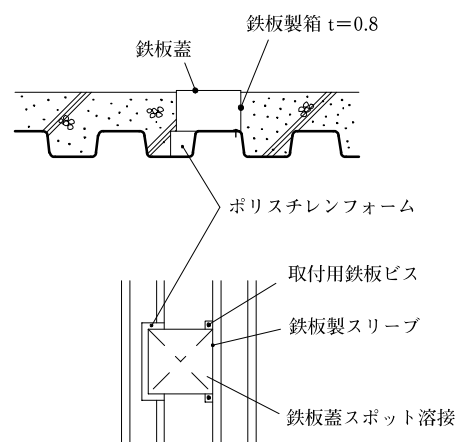 鉄板製箱 t=0.8
鉄板蓋
ポリスチレンフォーム
取付用鉄板ビス
鉄板製スリーブ
鉄板蓋スポット溶接